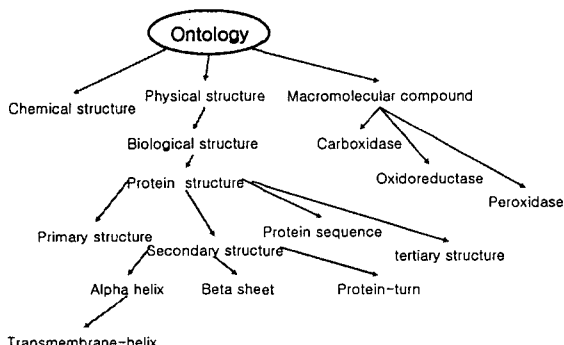 Ontology
Chemical structure
Physical structure
Macromolecular compound
Biological structure
Carboxidase
Oxidoreductase
Protein structure
Peroxidase
Primary structure
Secondary structure
Protein sequence
tertiary structure
Alpha helix
Beta sheet
Protein-turn
Transmembrane-helix